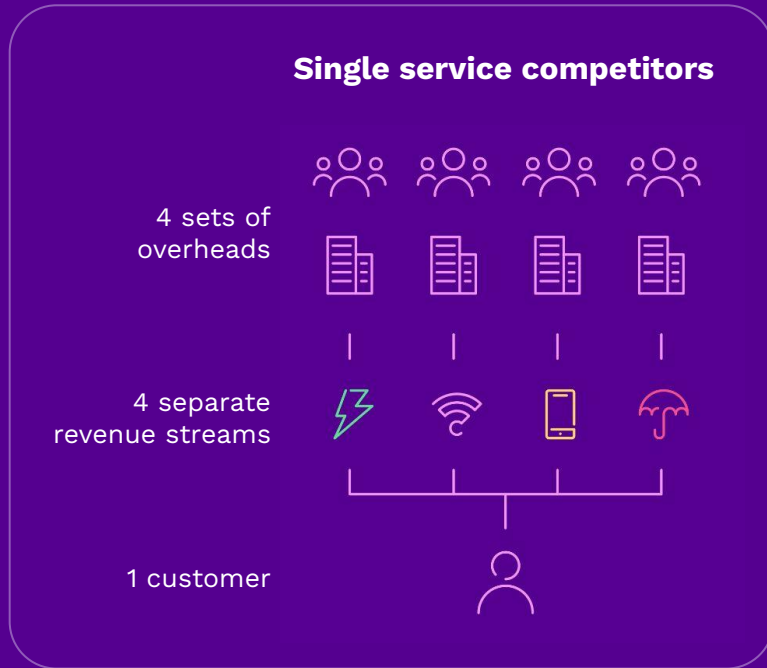 Single service competitors
4 sets of
overheads
4 separate
revenue streams
1 customer